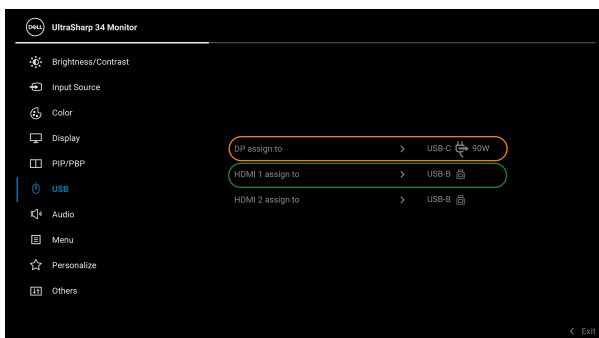 DELL UltraSharp 34 Monitor
Brightness/Contrast
Input Source
Color
Display
DP assign to > USB-C 90W
PIP/PBP
HDMI 1 assign to > USB-B
USB
HDMI 2 assign to > USB-B
Audio
Menu
Personalize
Others
< Exit